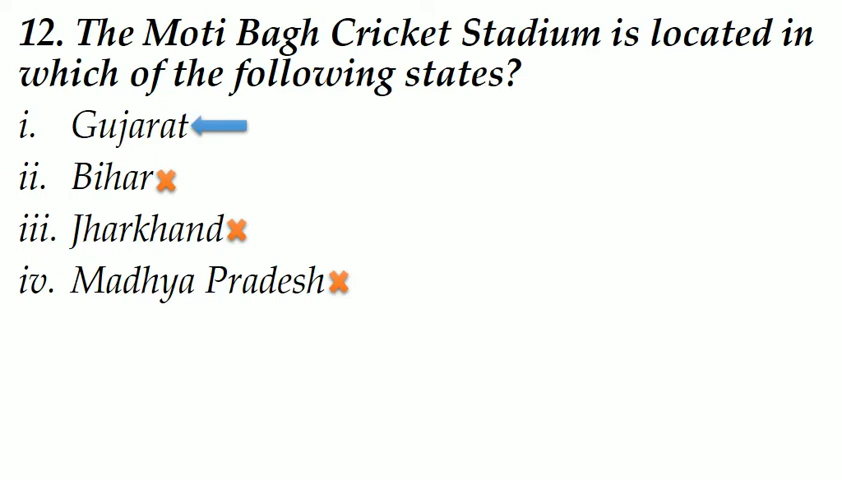 12. The Moti Bagh Cricket Stadium is located in
which of the following states?
i. Gujarat
ii. Bihar
iii. Jharkhand
iv. Madhya Pradesh